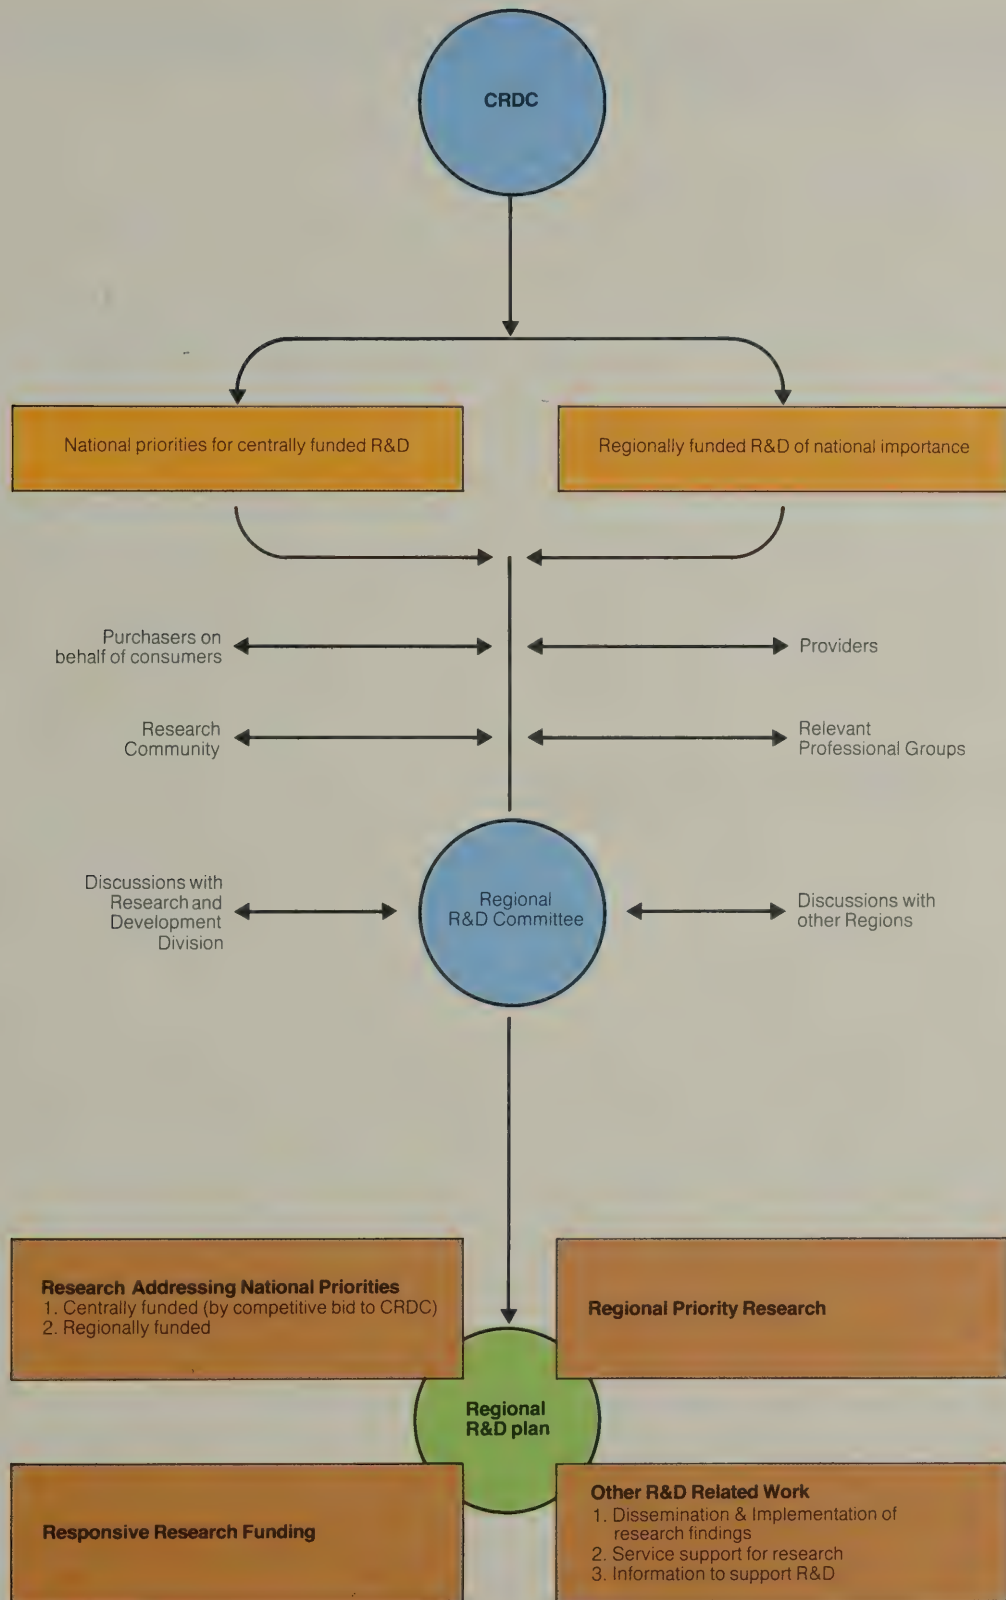 CRDC
National priorities for centrally funded R&D
Regionally funded R&D of national importance
Purchasers on
behalf of consumers
Providers
Research
Community
Relevant
Professional Groups
Discussions with
Research and
Development
Division
Regional
R&D Committee
Discussions with
other Regions
Research Addressing National Priorities
1. Centrally funded (by competitive bid to CRDC)
2. Regionally funded
Regional Priority Research
Regional
R&D plan
Responsive Research Funding
Other R&D Related Work
1. Dissemination & Implementation of
research findings
2. Service support for research
3. Information to support R&D